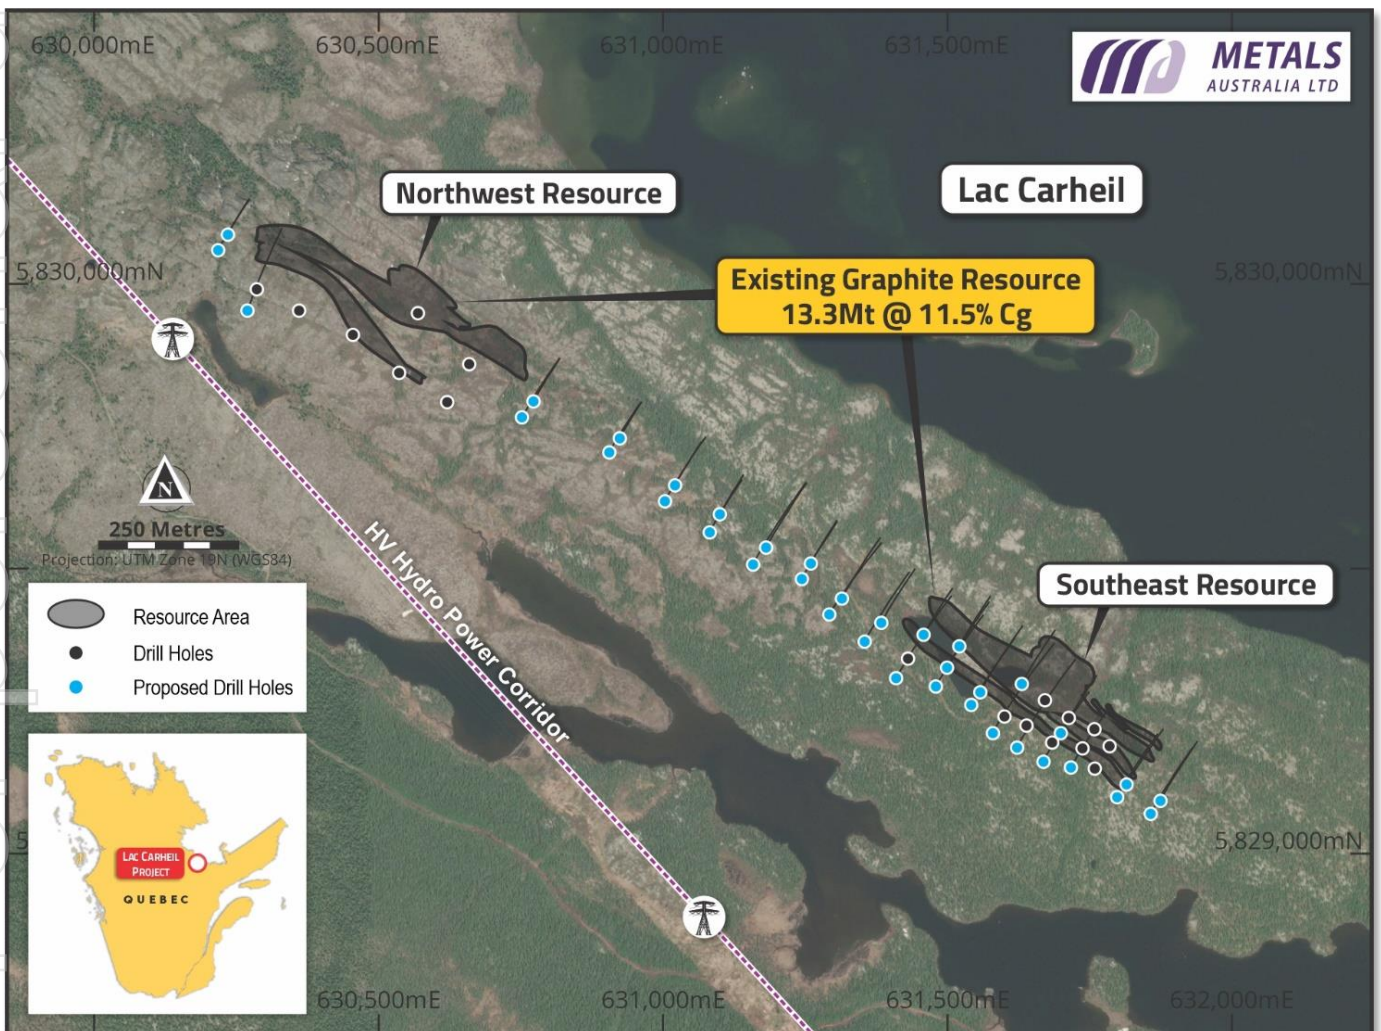 630,000mE
630,500mE
631,000mE
631,500mE
METALS
AUSTRALIA LTD
Northwest Resource
Lac Carheil
5,830,000mN
Existing Graphite Resource
13.3Mt @ 11.5% Cg
5,830,000mN
N
250 Metres
Projection: UTM Zone 19N (WGS84)
HV Hydro Power Corridor
Southeast Resource
Resource Area
Drill Holes
Proposed Drill Holes
LAC CARHEIL
PROJECT
QUEBEC
5,829,000mN
630,500mE
631,000mE
631,500mE
632,000mE